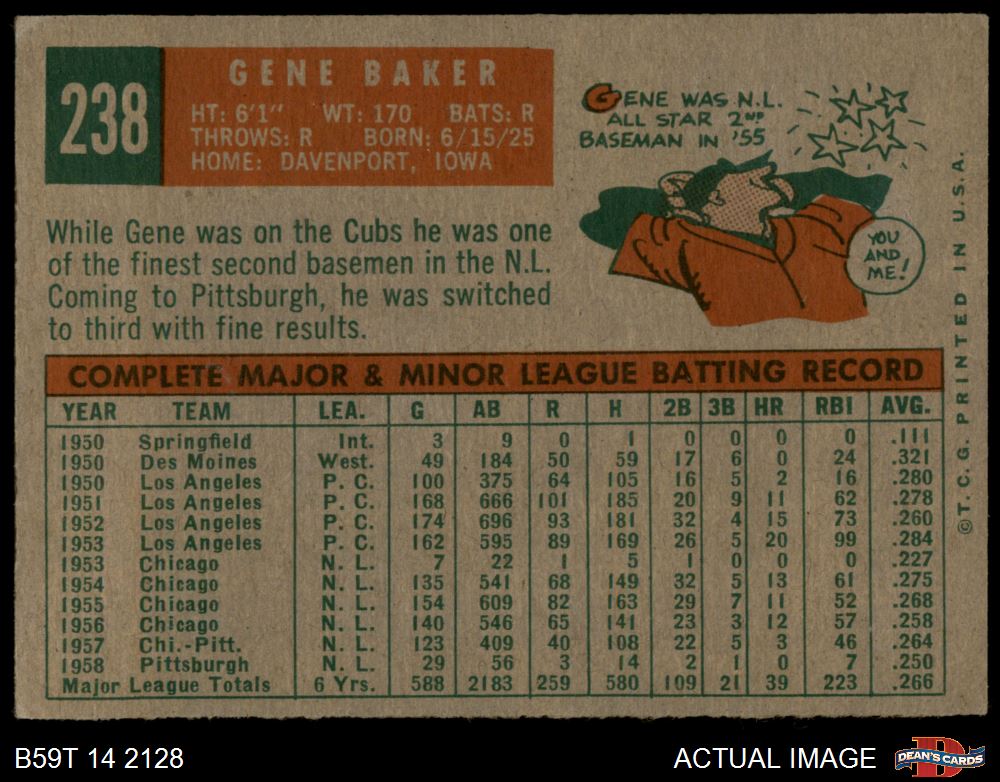 238
GENE BAKER
HT: 6'1" WT: 170 BATS: R
THROWS: R BORN: 6/15/25
HOME: DAVENPORT, IOWA
GENE WAS N.L.
ALL STAR 2ND
BASEMAN IN '55
YOU
AND
ME!
While Gene was on the Cubs he was one
of the finest second basemen in the N.L.
Coming to Pittsburgh, he was switched
to third with fine results.
COMPLETE MAJOR & MINOR LEAGUE BATTING RECORD
YEAR TEAM LEA. G AB R H 2B 3B HR RBI AVG.
1950 Springfield Int. 3 9 0 1 0 0 0 0 .111
1950 Des Moines West. 49 184 50 59 17 6 0 24 .321
1950 Los Angeles P. C. 100 375 64 105 16 5 2 16 .280
1951 Los Angeles P. C. 168 666 101 185 20 9 11 62 .278
1952 Los Angeles P. C. 174 696 93 181 32 4 15 73 .260
1953 Los Angeles P. C. 162 595 89 169 26 5 20 99 .284
1953 Chicago N. L. 7 22 1 5 1 0 0 0 .227
1954 Chicago N. L. 135 541 68 149 32 5 13 61 .275
1955 Chicago N. L. 154 609 82 163 29 7 11 52 .268
1956 Chicago N. L. 140 546 65 141 23 3 12 57 .258
1957 Chi.-Pitt. N. L. 123 409 40 108 22 5 3 46 .264
1958 Pittsburgh N. L. 29 56 3 14 2 1 0 7 .250
Major League Totals 6 Yrs. 588 2183 259 580 109 21 39 223 .266
©T.C.G. PRINTED IN U.S.A.
B59T 14 2128
ACTUAL IMAGE
D
DEAN'S CARDS